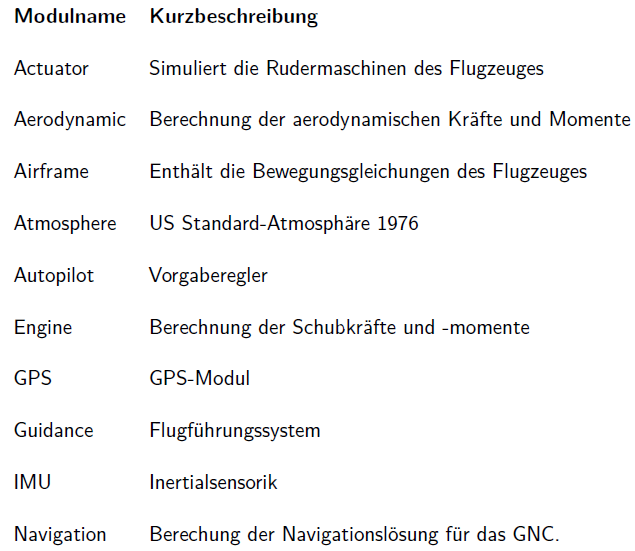 Modulname Kurzbeschreibung
Actuator Simuliert die Rudermaschinen des Flugzeuges
Aerodynamic Berechnung der aerodynamischen Kräfte und Momente
Airframe Enthält die Bewegungsgleichungen des Flugzeuges
Atmosphere US Standard-Atmosphäre 1976
Autopilot Vorgaberegler
Engine Berechnung der Schubkräfte und -momente
GPS GPS-Modul
Guidance Flugführungssystem
IMU Inertialsensorik
Navigation Berechung der Navigationslösung für das GNC.